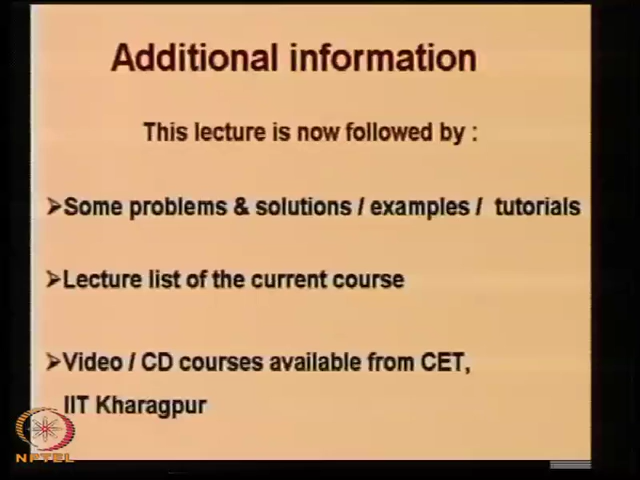 Additional information
This lecture is now followed by :
➢Some problems & solutions / examples / tutorials
➢Lecture list of the current course
➢Video / CD courses available from CET,
IIT Kharagpur
NPTEL